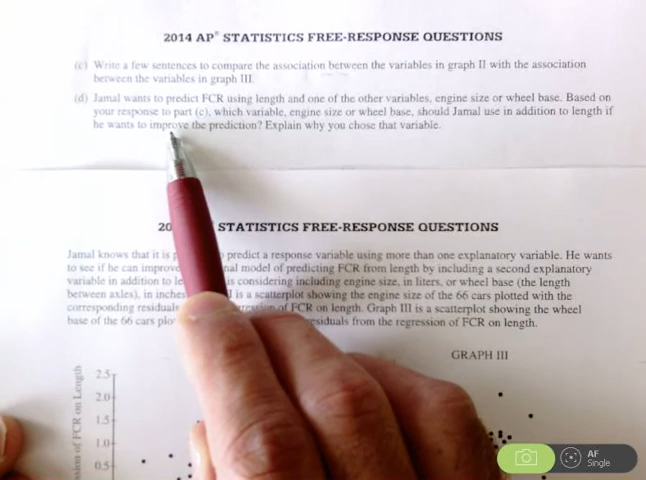 2014 AP® STATISTICS FREE-RESPONSE QUESTIONS
(c) Write a few sentences to compare the association between the variables in graph II with the association
between the variables in graph III.
(d) Jamal wants to predict FCR using length and one of the other variables, engine size or wheel base. Based on
your response to part (c), which variable, engine size or wheel base, should Jamal use in addition to length if
he wants to improve the prediction? Explain why you chose that variable.
STATISTICS FREE-RESPONSE QUESTIONS
Jamal knows that it is predict a response variable using more than one explanatory variable. He wants
to see if he can improve model of predicting FCR from length by including a second explanatory
variable in addition to is considering including engine size, in liters, or wheel base (the length
between axles), in inches is a scatterplot showing the engine size of the 66 cars plotted with the
corresponding residuals of FCR on length. Graph III is a scatterplot showing the wheel
base of the 66 cars from the regression of FCR on length.
GRAPH III
of FCR on Length
2.5
2.0
1.5
1.0
0.5
AF
Single